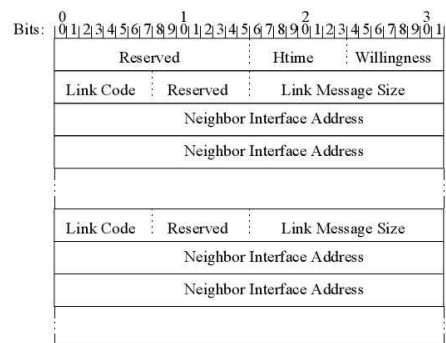 0 1 2 3
Bits: 0|1|2|3|4|5|6|7|8|9|0|1|2|3|4|5|6|7|8|9|0|1|2|3|4|5|6|7|8|9|0|1
Reserved Htime Willingness
Link Code Reserved Link Message Size
Neighbor Interface Address
Neighbor Interface Address
Link Code Reserved Link Message Size
Neighbor Interface Address
Neighbor Interface Address